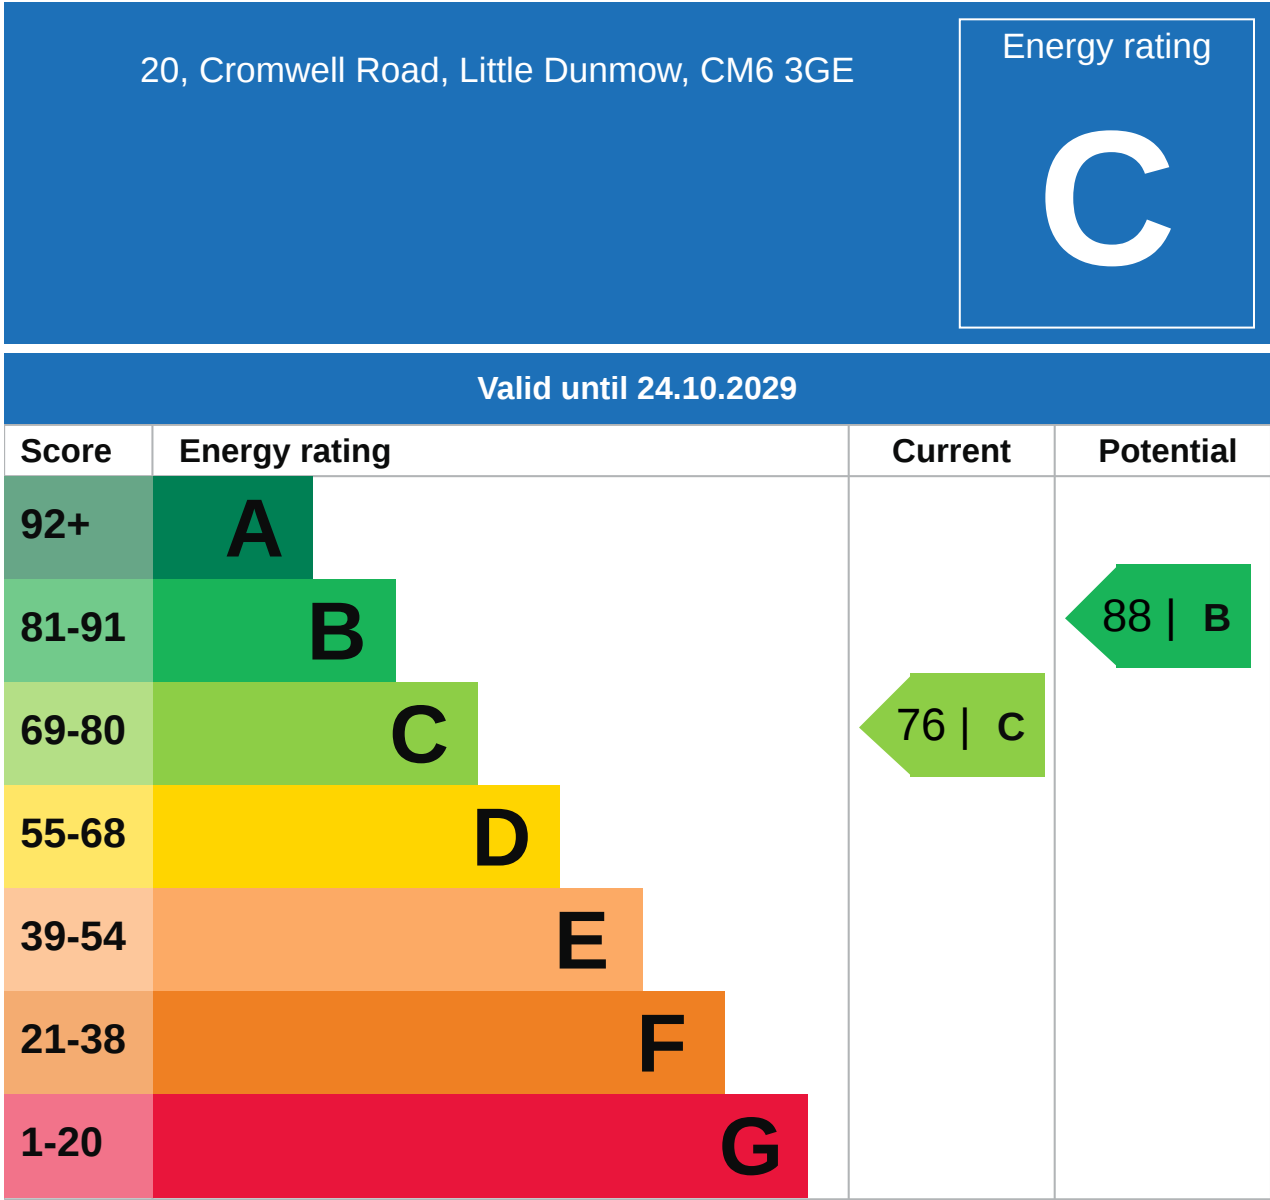 20, Cromwell Road, Little Dunmow, CM6 3GE
Energy rating
C
Valid until 24.10.2029
Score Energy rating Current Potential
92+ A
81-91 B 88 | B
69-80 C 76 | C
55-68 D
39-54 E
21-38 F
1-20 G